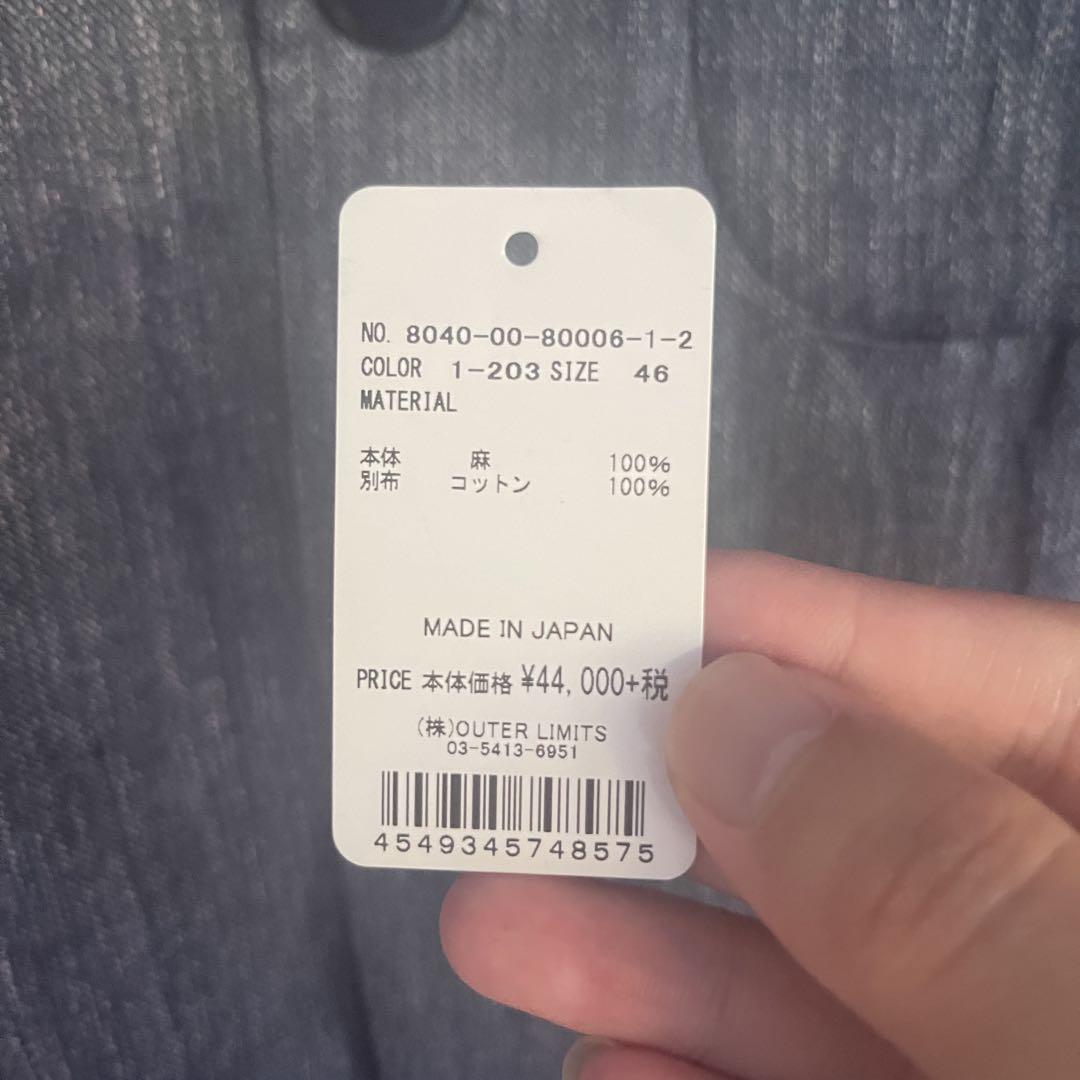 NO. 8040-00-80006-1-2
COLOR 1-203 SIZE 46
MATERIAL
本体 麻 100%
別布 コットン 100%
MADE IN JAPAN
PRICE 本体価格 ¥44,000+税
(株)OUTER LIMITS
03-5413-6951
4549345748575